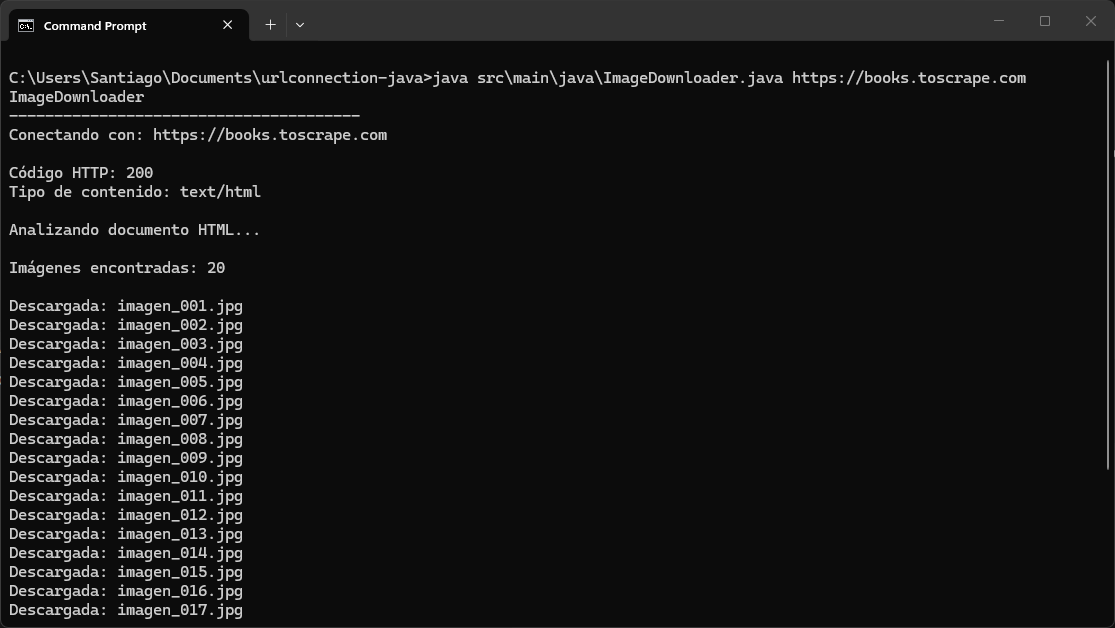 Command Prompt
C:\Users\Santiago\Documents\urlconnection-java>java src\main\java\ImageDownloader.java https://books.toscrape.com
ImageDownloader
---------------------------------------
Conectando con: https://books.toscrape.com
Código HTTP: 200
Tipo de contenido: text/html
Analizando documento HTML...
Imágenes encontradas: 20
Descargada: imagen_001.jpg
Descargada: imagen_002.jpg
Descargada: imagen_003.jpg
Descargada: imagen_004.jpg
Descargada: imagen_005.jpg
Descargada: imagen_006.jpg
Descargada: imagen_007.jpg
Descargada: imagen_008.jpg
Descargada: imagen_009.jpg
Descargada: imagen_010.jpg
Descargada: imagen_011.jpg
Descargada: imagen_012.jpg
Descargada: imagen_013.jpg
Descargada: imagen_014.jpg
Descargada: imagen_015.jpg
Descargada: imagen_016.jpg
Descargada: imagen_017.jpg